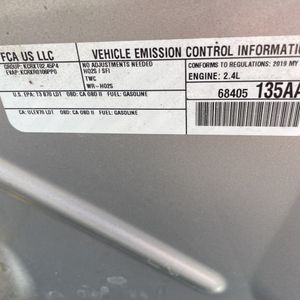 FCA US LLC
VEHICLE EMISSION CONTROL INFORMATI
GROUP: KCRXT02.45P4
EVAP: KCRXR0106PP0
NO ADJUSTMENTS NEEDED
HO2S / SFI
TWC
WR-HO2S
CONFORMS TO REGULATIONS: 2019 MY
ENGINE: 2.4L
U.S. EPA: T3 B70 LDT OBD: CA OBD II FUEL: GASOLINE
CA: ULEV70 LDT OBD: CA OBD II FUEL: GASOLINE
68405 135AA